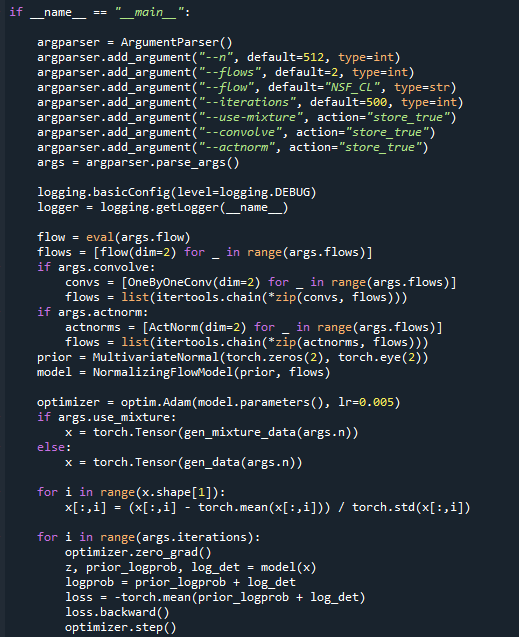 if __name__ == "__main__":
argparser = ArgumentParser()
argparser.add_argument("--n", default=512, type=int)
argparser.add_argument("--flows", default=2, type=int)
argparser.add_argument("--flow", default="NSF_CL", type=str)
argparser.add_argument("--iterations", default=500, type=int)
argparser.add_argument("--use-mixture", action="store_true")
argparser.add_argument("--convolve", action="store_true")
argparser.add_argument("--actnorm", action="store_true")
args = argparser.parse_args()
logging.basicConfig(level=logging.DEBUG)
logger = logging.getLogger(__name__)
flow = eval(args.flow)
flows = [flow(dim=2) for _ in range(args.flows)]
if args.convolve:
convs = [OneByOneConv(dim=2) for _ in range(args.flows)]
flows = list(itertools.chain(*zip(convs, flows)))
if args.actnorm:
actnorms = [ActNorm(dim=2) for _ in range(args.flows)]
flows = list(itertools.chain(*zip(actnorms, flows)))
prior = MultivariateNormal(torch.zeros(2), torch.eye(2))
model = NormalizingFlowModel(prior, flows)
optimizer = optim.Adam(model.parameters(), lr=0.005)
if args.use_mixture:
x = torch.Tensor(gen_mixture_data(args.n))
else:
x = torch.Tensor(gen_data(args.n))
for i in range(x.shape[1]):
x[:,i] = (x[:,i] - torch.mean(x[:,i])) / torch.std(x[:,i])
for i in range(args.iterations):
optimizer.zero_grad()
z, prior_logprob, log_det = model(x)
logprob = prior_logprob + log_det
loss = -torch.mean(prior_logprob + log_det)
loss.backward()
optimizer.step()